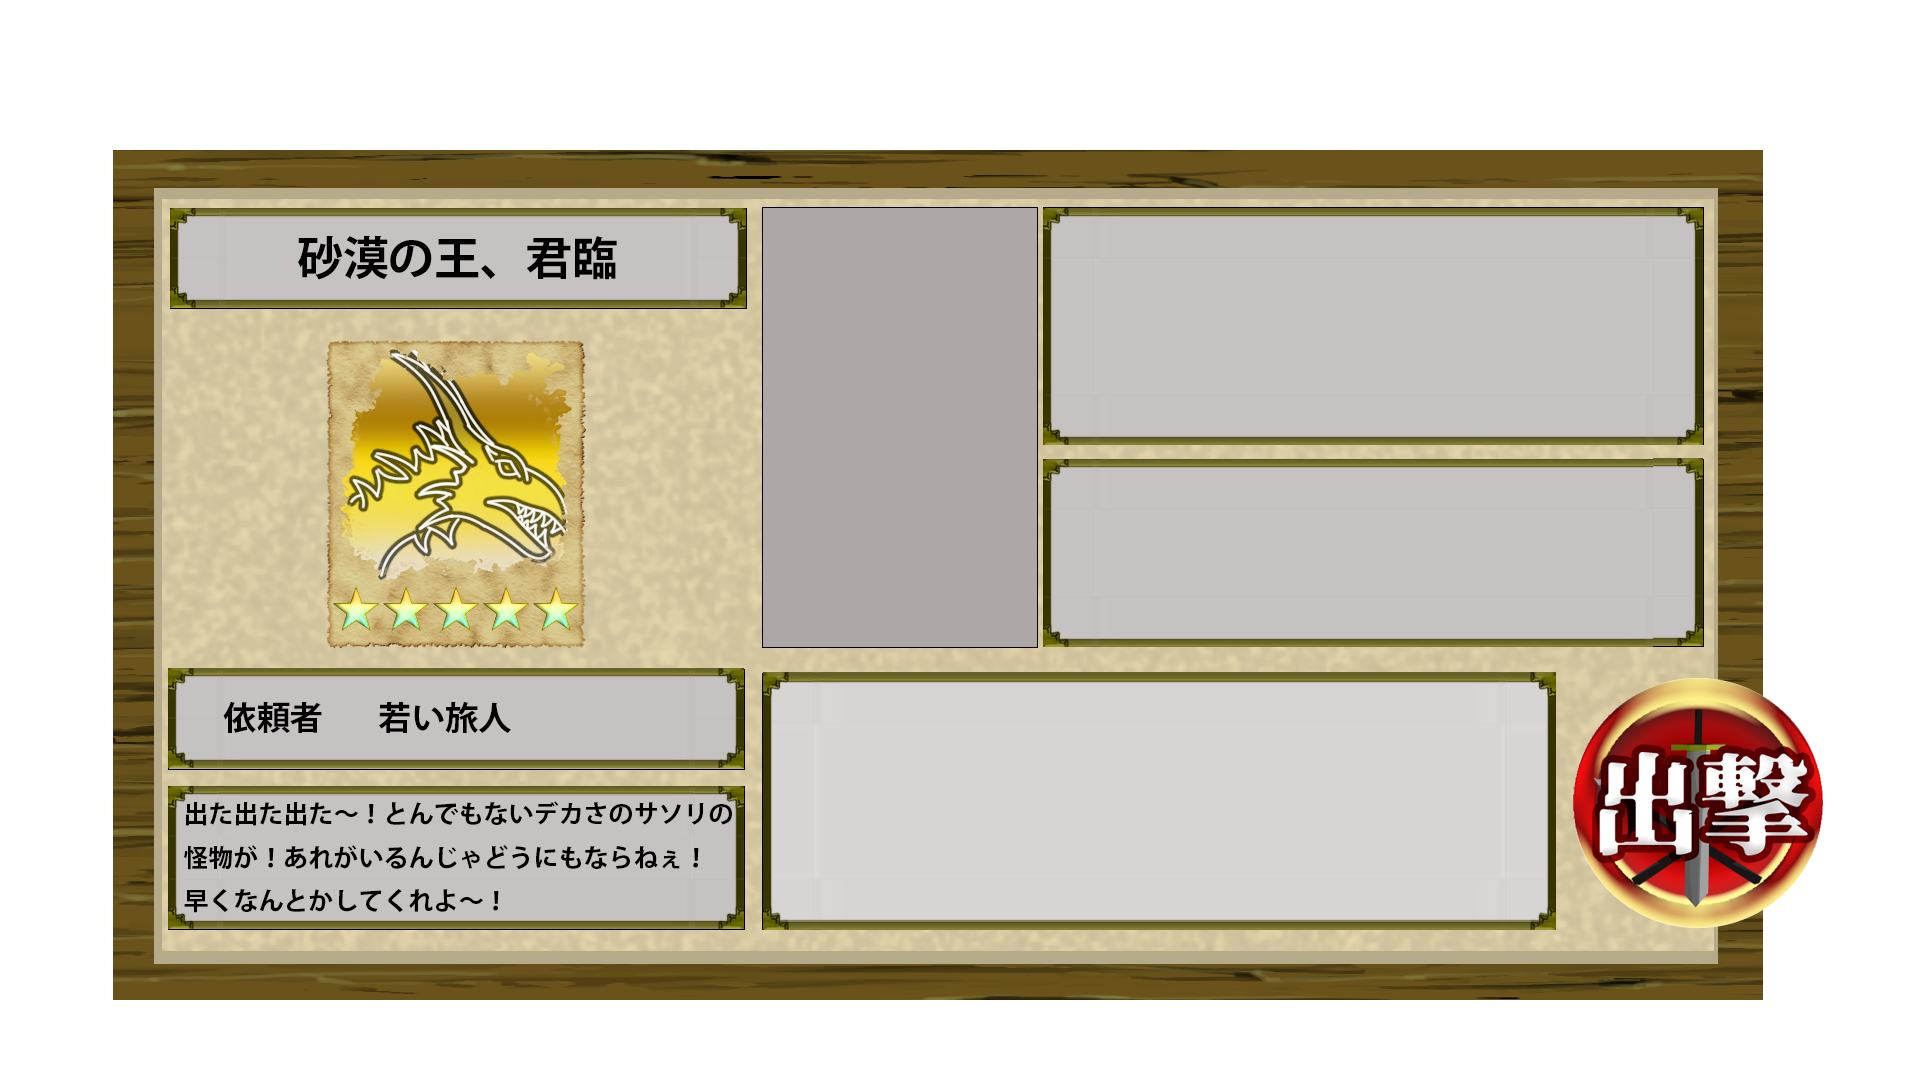 砂漠の王、君臨
依頼者 若い旅人
出た出た出た～！とんでもないデカさのサソリの
怪物が！あれがいるんじゃどうにもならねぇ！
早くなんとかしてくれよ～！
出撃